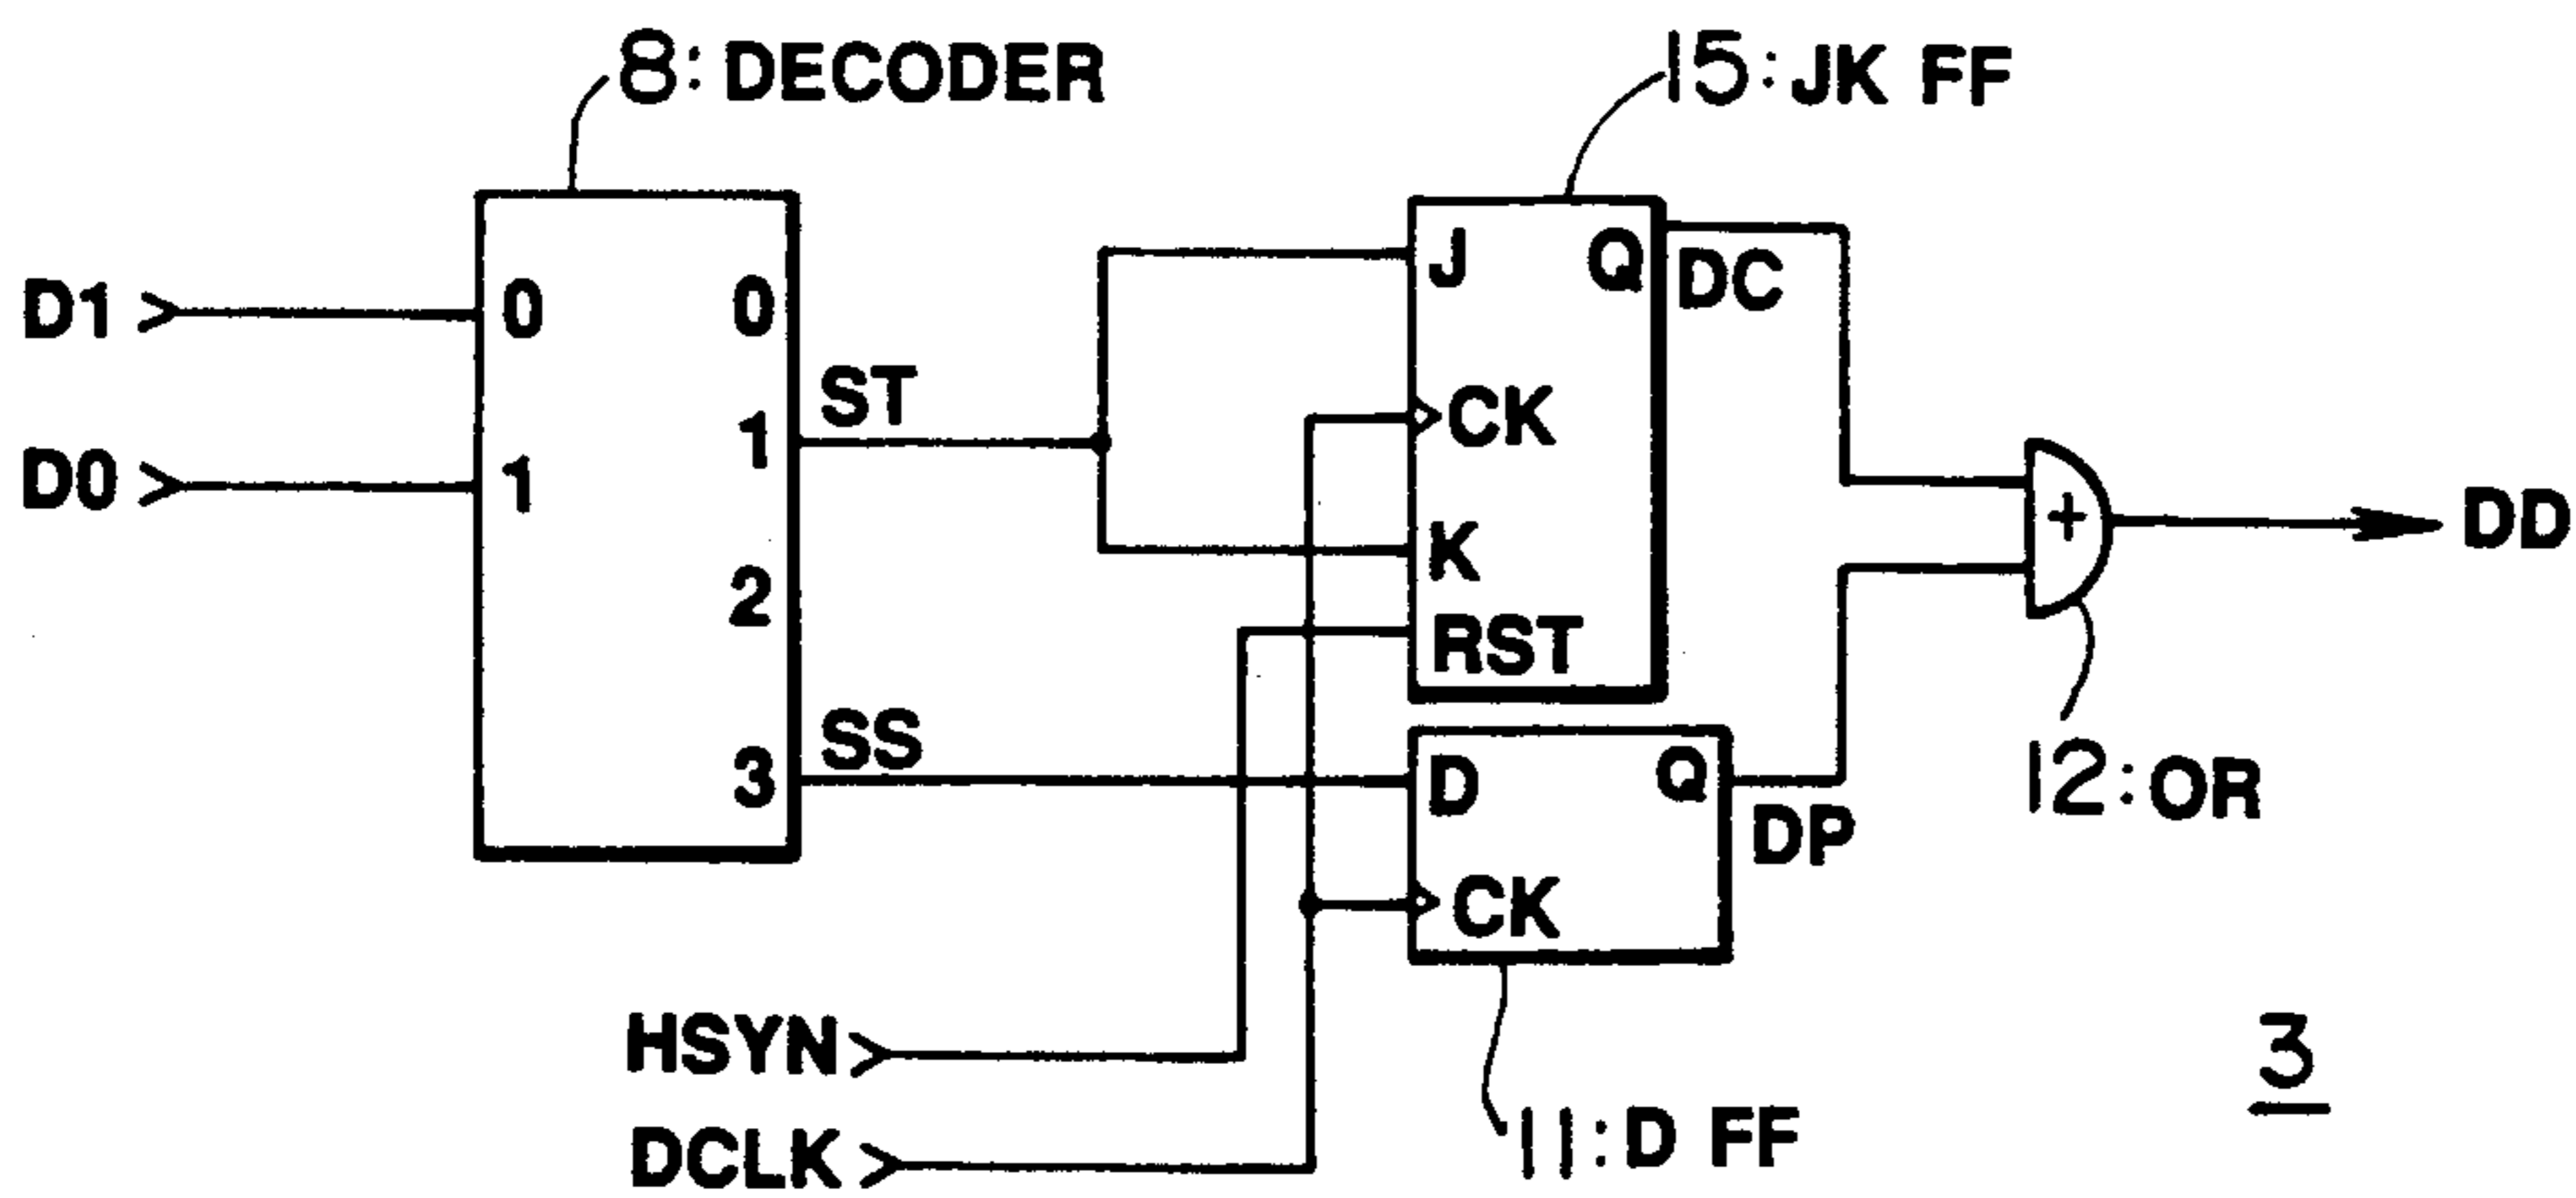 8: DECODER
15: JK FF
D1
0
0
J
Q
DC
ST
1
CK
D0
1
K
DD
+
2
RST
SS
3
D
Q
DP
12: OR
CK
HSYN
DCLK
11: D FF
3